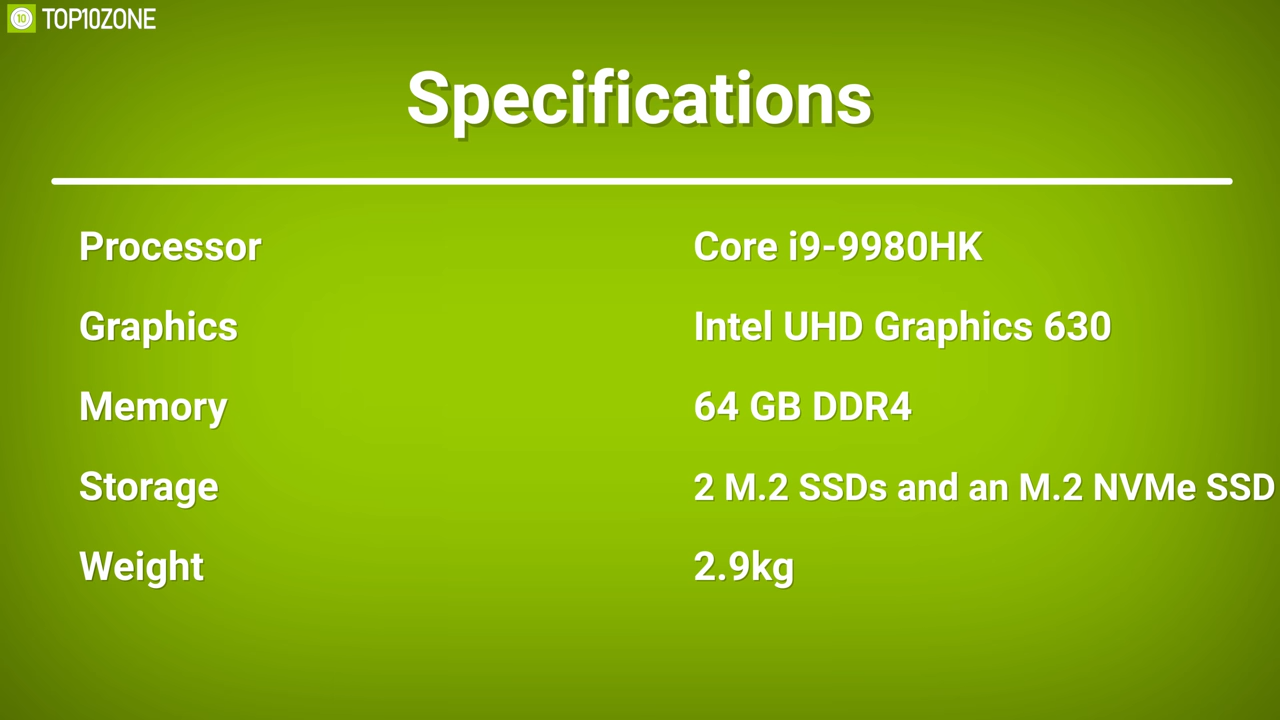 TOP10ZONE
Specifications
Processor Core i9-9980HK
Graphics Intel UHD Graphics 630
Memory 64 GB DDR4
Storage 2 M.2 SSDs and an M.2 NVMe SSD
Weight 2.9kg